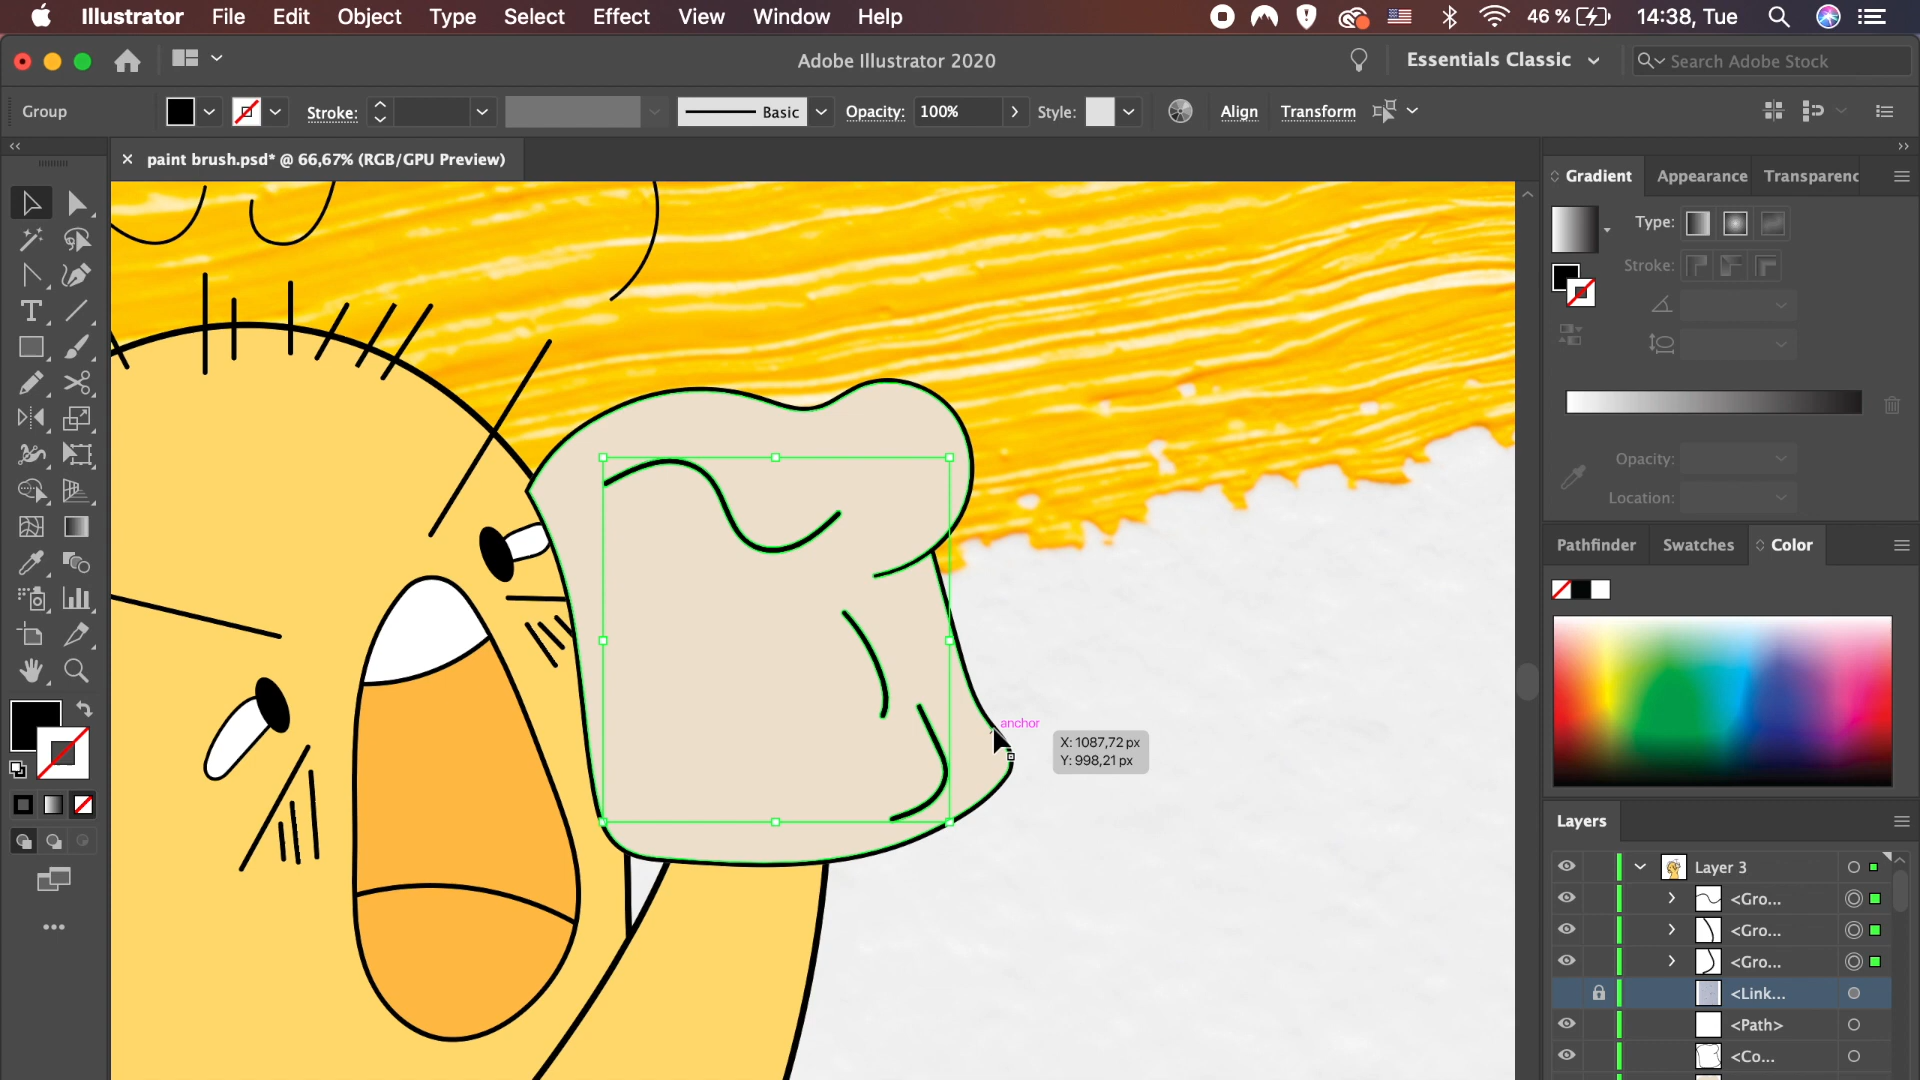 Illustrator File Edit Object Type Select Effect View Window Help 46 % 14:38, Tue
Adobe Illustrator 2020 Essentials Classic Search Adobe Stock
Group Stroke: Basic Opacity: 100% Style: Align Transform
× paint brush.psd* @ 66,67% (RGB/GPU Preview)
Gradient Appearance Transparenc
Type:
Stroke:
Opacity:
Location:
Pathfinder Swatches Color
anchor
X: 1087,72 px
Y: 998,21 px
Layers
Layer 3
<Gro...
<Gro...
<Gro...
<Link...
<Path>
<Co...